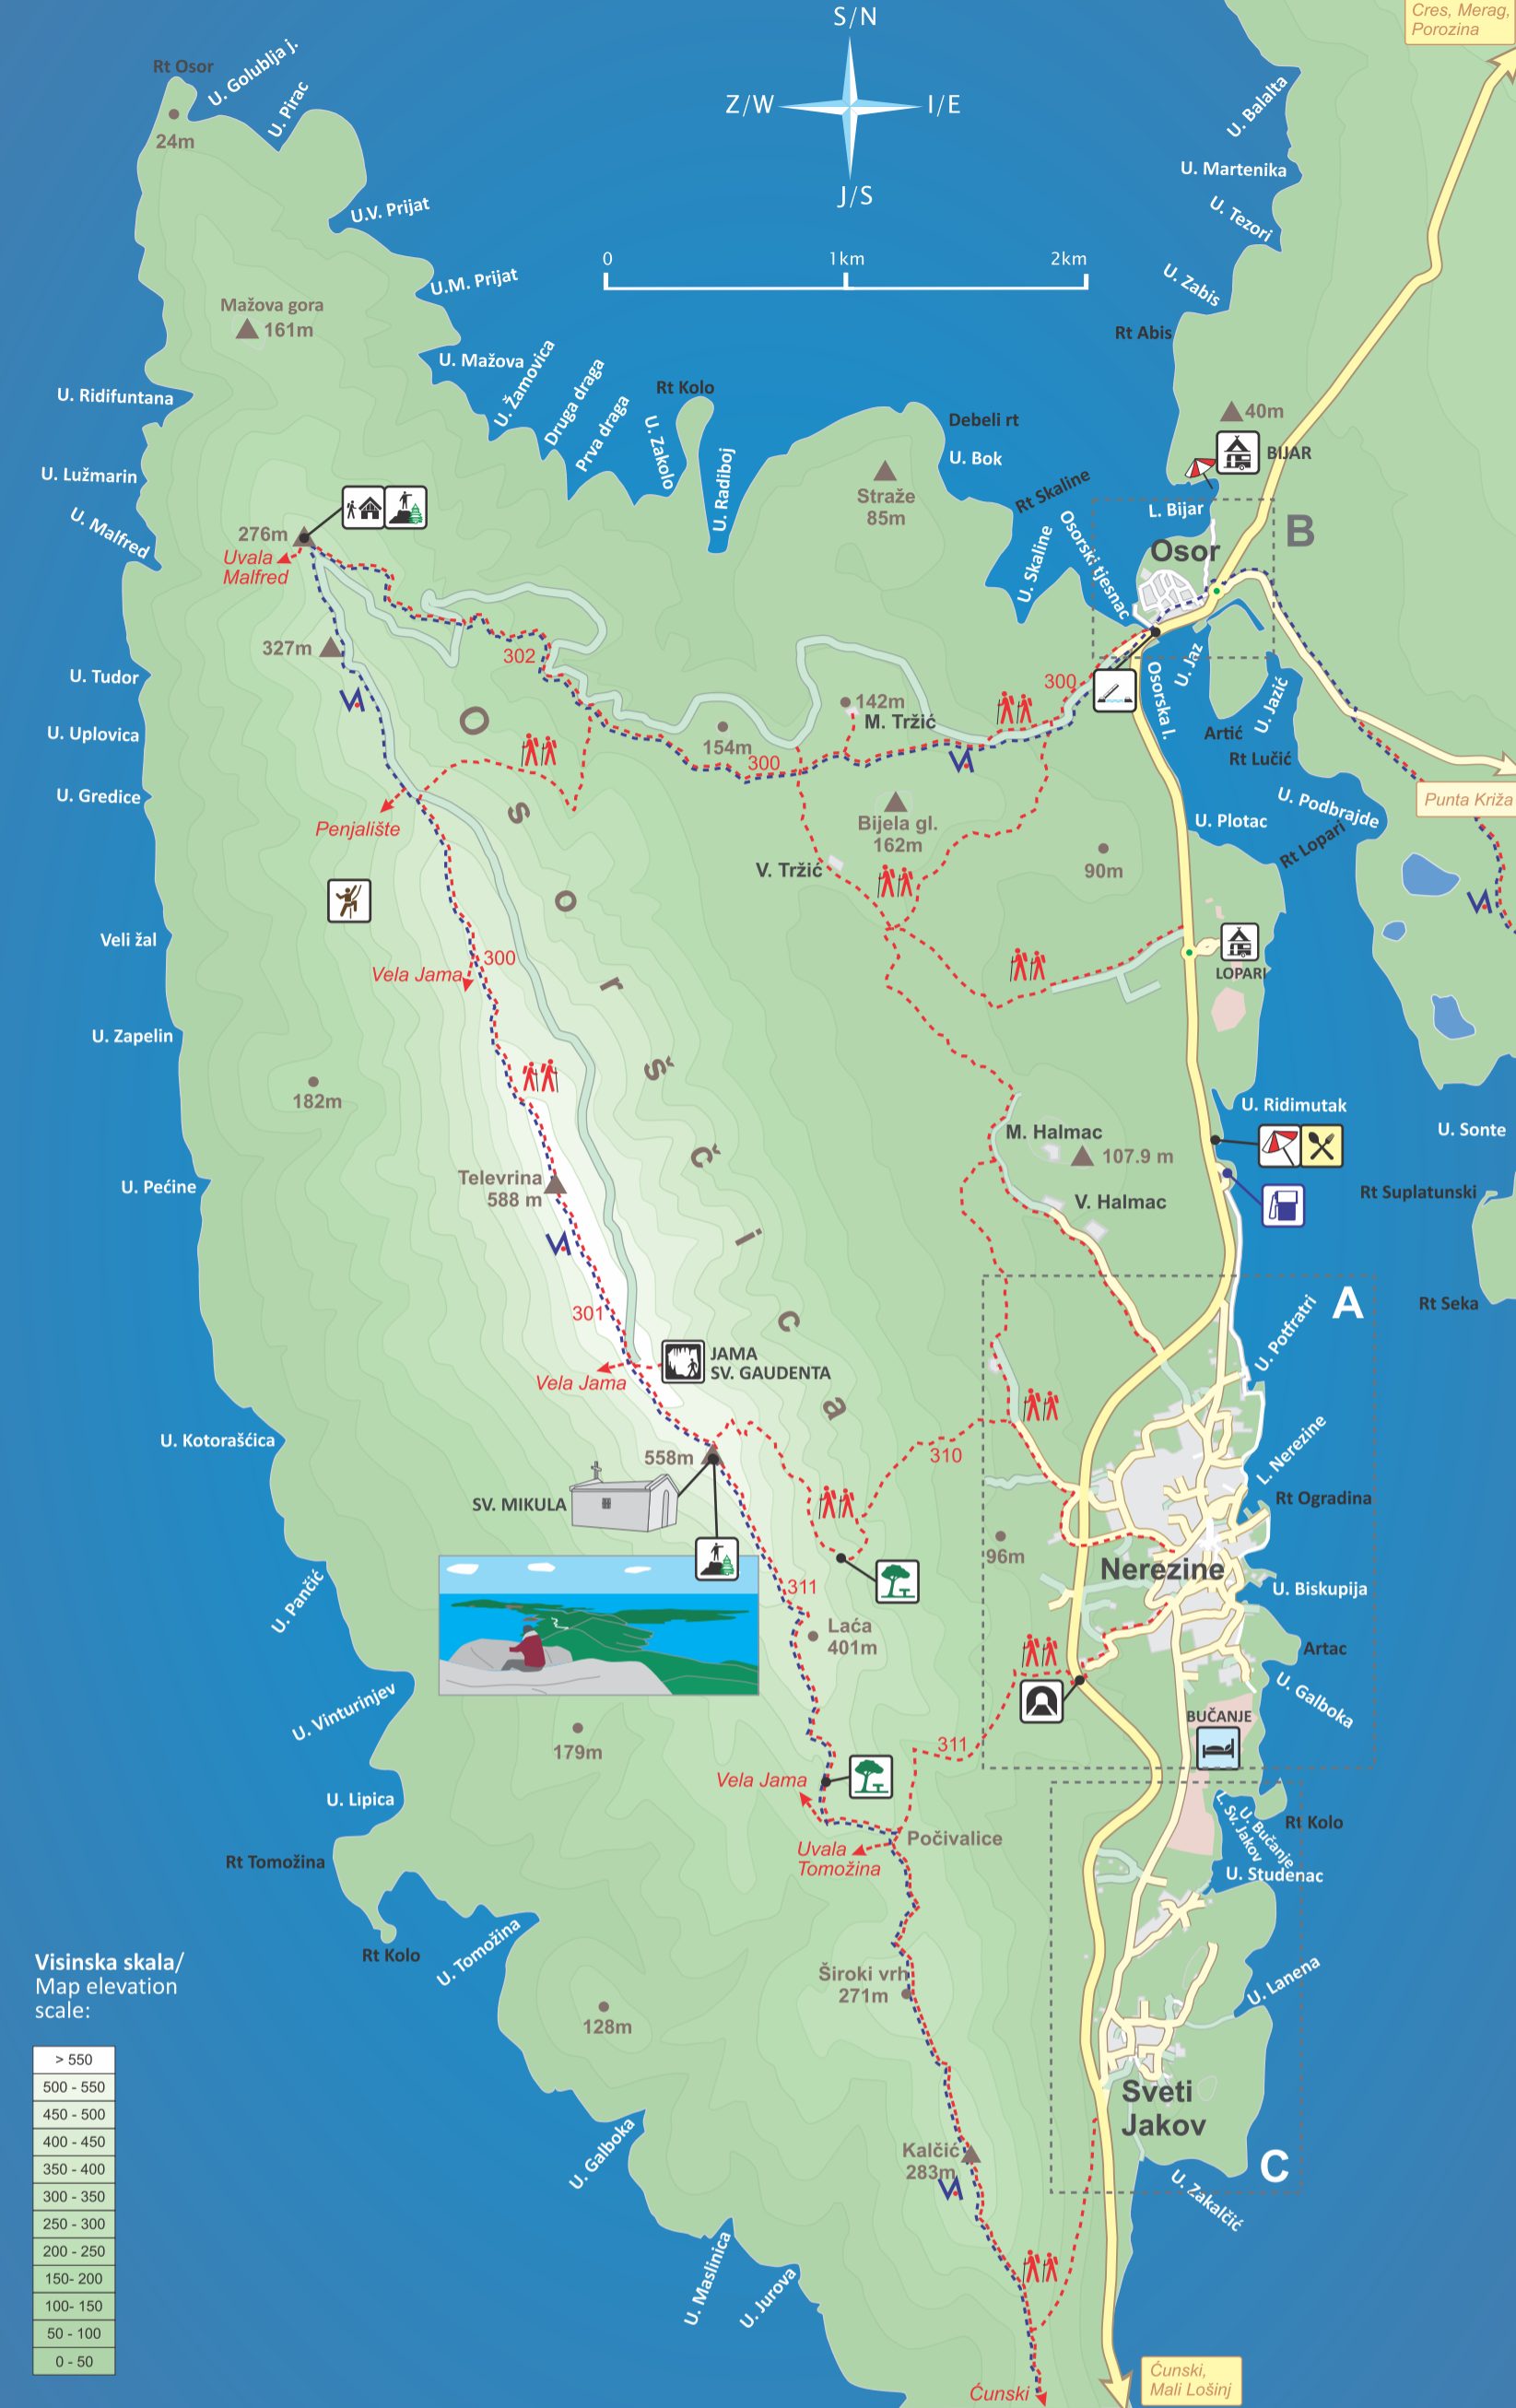 S/N
Z/W
I/E
J/S
0
1km
2km
Cres, Merag,
Porozina
Rt Osor
U. Golublja j.
U. Pirac
24m
U.V. Prijat
U.M. Prijat
Mažova gora
161m
U. Mažova
U. Žamovica
Druga draga
Prva draga
U. Zakolo
Rt Kolo
U. Radiboj
Debeli rt
U. Bok
Straže
85m
Rt Skaline
U. Skaline
Osorski tjesnac
U. Balalta
U. Martenika
U. Tezori
U. Zabis
Rt Abis
40m
BIJAR
L. Bijar
Osor
B
U. Ridifuntana
U. Lužmarin
U. Malfred
276m
Uvala
Malfred
327m
302
U. Tudor
U. Uplovica
U. Gredice
Penjalište
154m
300
142m
M. Tržić
300
Osorska l.
U. Jaz
U. Jazić
Artić
Rt Lučić
Punta Križa
U. Podbrajde
U. Plotac
Rt Lopari
Bijela gl.
162m
V. Tržić
90m
LOPARI
Veli žal
Vela Jama
300
U. Zapelin
182m
O
s
o
r
š
č
i
c
a
U. Ridimutak
U. Sonte
M. Halmac
107.9 m
V. Halmac
Rt Suplatunski
Rt Seka
U. Pećine
Televrina
588 m
301
A
U. Potfratri
JAMA
SV. GAUDENTA
Vela Jama
U. Kotorašćica
558m
SV. MIKULA
310
L. Nerezine
Rt Ogradina
96m
Nerezine
U. Biskupija
Artac
U. Galboka
BUČANJE
U. Pančić
311
Laća
401m
U. Vinturinjev
179m
311
Vela Jama
U. Lipica
Počivalice
Uvala
Tomožina
Rt Kolo
U. Bučanje
L. Sv. Jakov
U. Studenac
Rt Tomožina
Rt Kolo
U. Tomožina
Široki vrh
271m
128m
U. Lanena
Sveti
Jakov
C
U. Zakalčić
Kalčić
283m
U. Galboka
U. Maslinica
U. Jurova
Ćunski
Ćunski,
Mali Lošinj
Visinska skala/
Map elevation
scale:
> 550
500 - 550
450 - 500
400 - 450
350 - 400
300 - 350
250 - 300
200 - 250
150- 200
100- 150
50 - 100
0 - 50